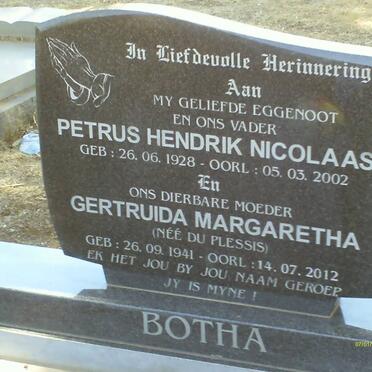 In Liefdevolle Herinnering
Aan
MY GELIEFDE EGGENOOT
EN ONS VADER
PETRUS HENDRIK NICOLAAS
GEB : 26. 06. 1928 - OORL : 05. 03. 2002
En
ONS DIERBARE MOEDER
GERTRUIDA MARGARETHA
(NÉÉ DU PLESSIS)
GEB : 26. 09. 1941 - OORL : 14. 07. 2012
EK HET JOU BY JOU NAAM GEROEP
JY IS MYNE !
BOTHA